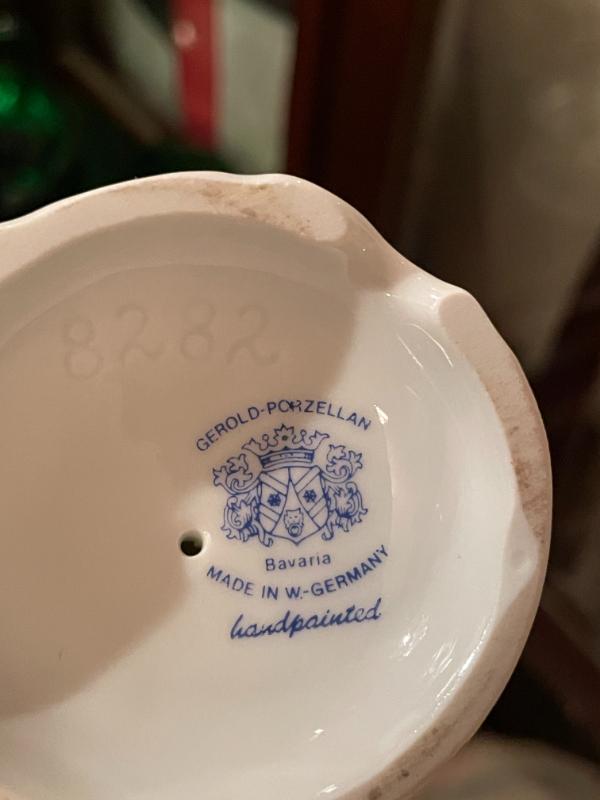 8282
GEROLD-PORZELLAN
Bavaria
MADE IN W.-GERMANY
handpainted